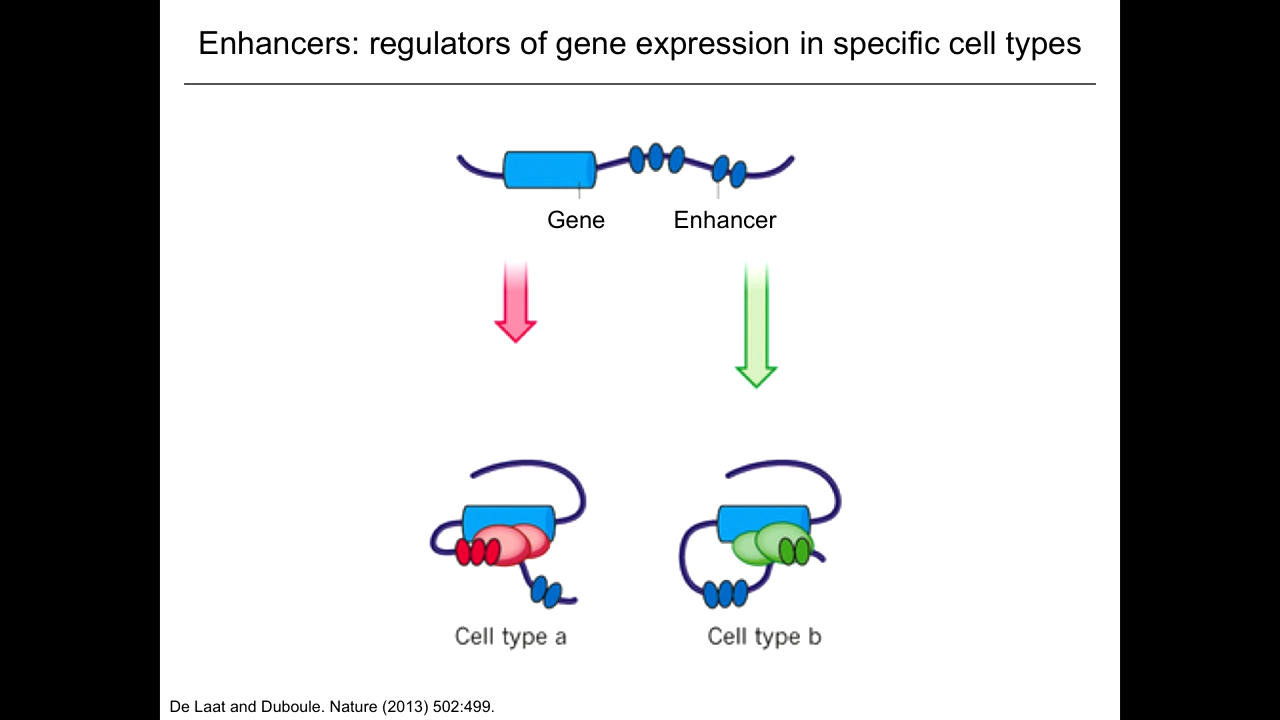 Enhancers: regulators of gene expression in specific cell types
Gene Enhancer
Cell type a Cell type b
De Laat and Duboule. Nature (2013) 502:499.